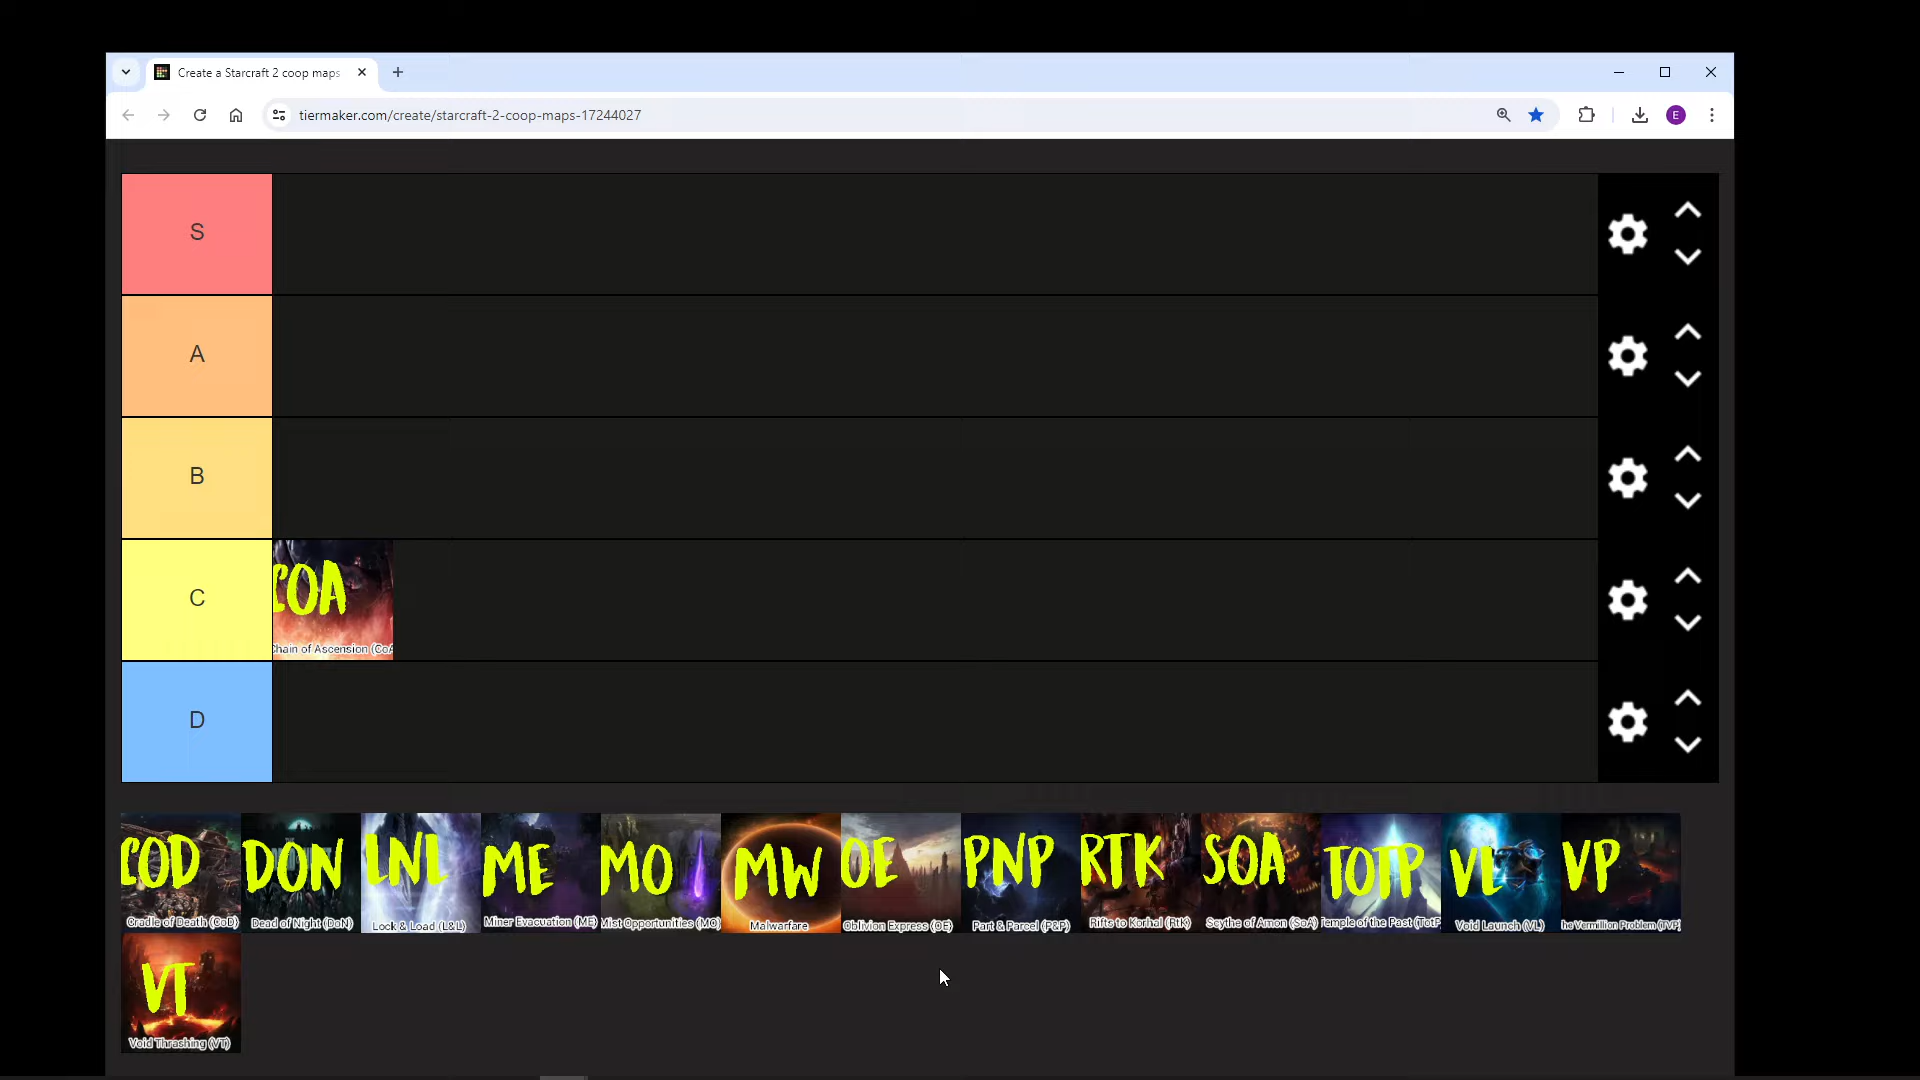 Create a Starcraft 2 coop maps
tiermaker.com/create/starcraft-2-coop-maps-17244027
E
S
A
B
C
COA
Chain of Ascension (CoA
D
COD
DON
LNL
ME
MO
MW
OE
PNP
RTK
SOA
TOTP
VL
VP
Cradle of Death (CoD)
Dead of Night (DoN)
Lock & Load (L&L)
Miner Evacuation (ME)
Mist Opportunities (MO)
Malwarfare
Oblivion Express (OE)
Part & Parcel (P&P)
Rifts to Korhal (RtK)
Scythe of Amon (SoA)
Temple of the Past (TotP
Void Launch (VL)
he Vermillion Problem (TVP)
VT
Void Thrashing (VT)